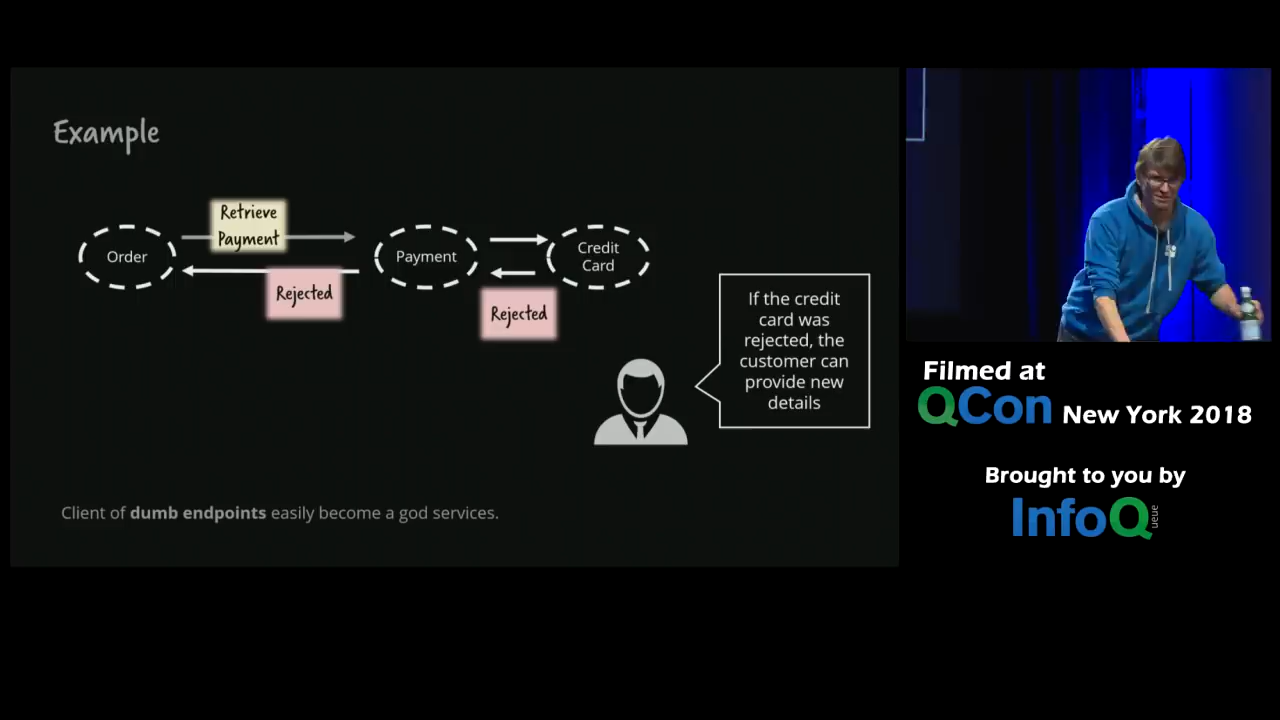 Example
Retrieve
Payment
Order
Payment
Credit
Card
Rejected
Rejected
If the credit
card was
rejected, the
customer can
provide new
details
Client of dumb endpoints easily become a god services.
Filmed at
QCon New York 2018
Brought to you by
InfoQueue